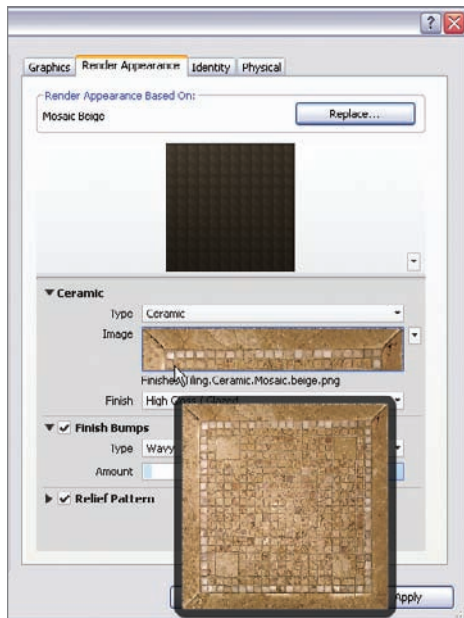 Graphics Render Appearance Identity Physical
Render Appearance Based On:
Mosaic Beige
Replace...
Ceramic
Type Ceramic
Image
Finishes.Tiling.Ceramic.Mosaic.beige.png
Finish High Gloss / Glazed
Finish Bumps
Type Wavy
Amount
Relief Pattern
Apply